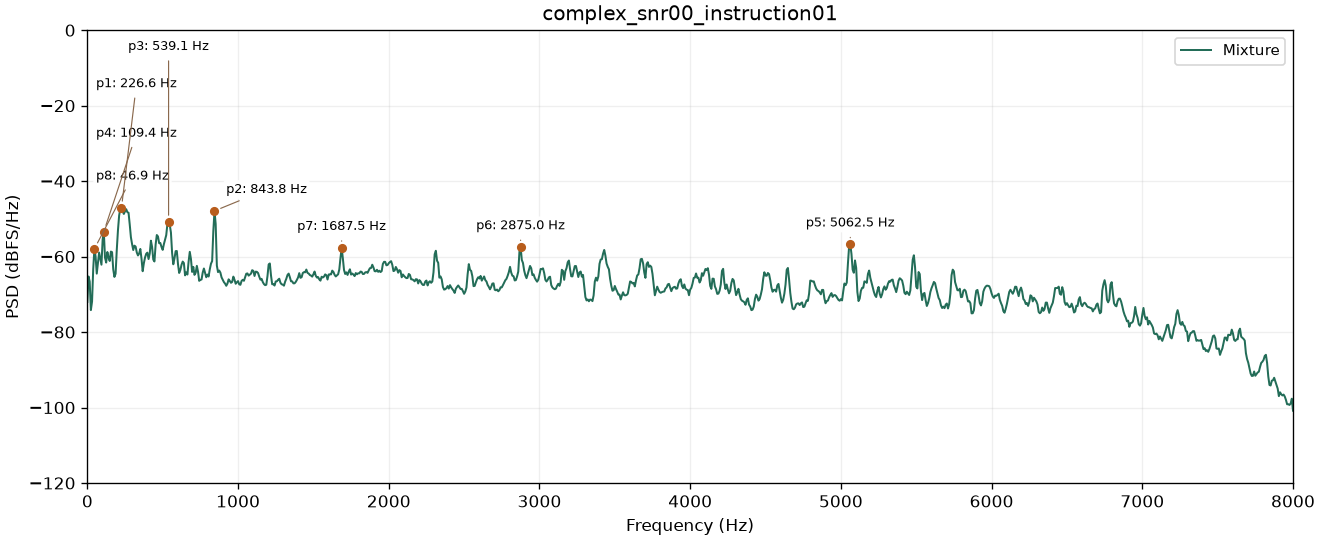 complex_snr00_instruction01
Mixture
p3: 539.1 Hz
p1: 226.6 Hz
p4: 109.4 Hz
p8: 46.9 Hz
p2: 843.8 Hz
p7: 1687.5 Hz
p6: 2875.0 Hz
p5: 5062.5 Hz
PSD (dBFS/Hz)
0
−20
−40
−60
−80
−100
−120
0 1000 2000 3000 4000 5000 6000 7000 8000
Frequency (Hz)